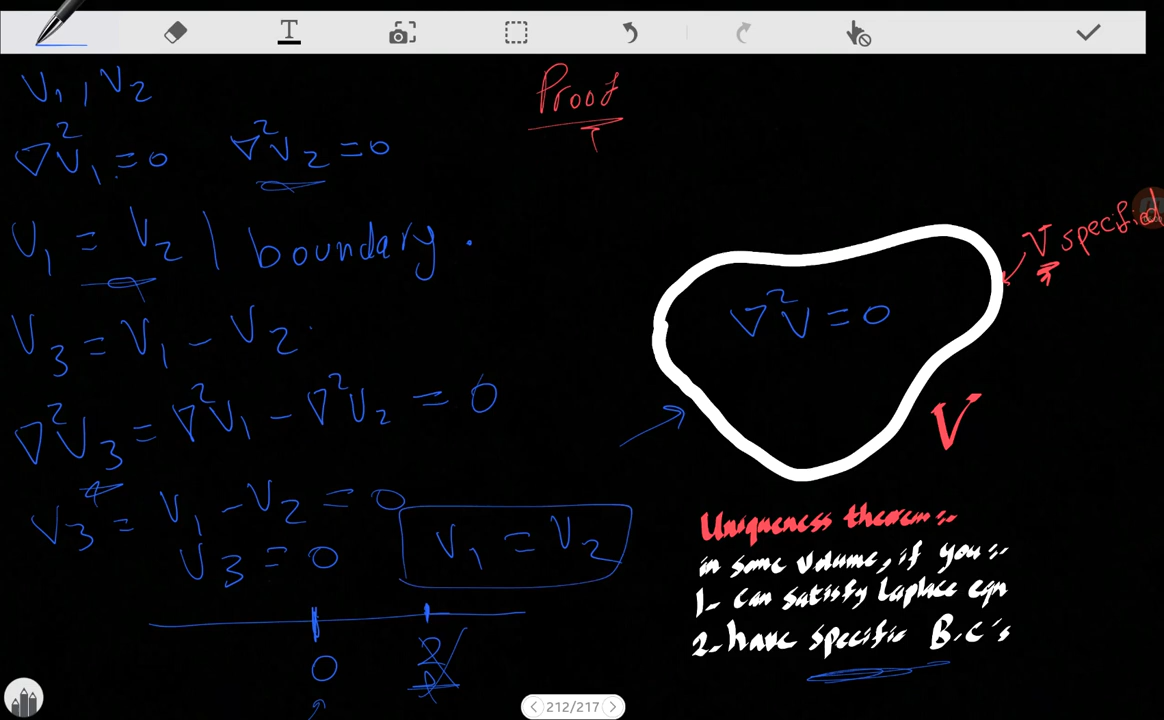 T
V₁, V₂
Proof
∇²V₁ = 0   ∇²V₂ = 0
V₁ = V₂ | boundary.
V₃ = V₁ - V₂
∇²V₃ = ∇²V₁ - ∇²V₂ = 0
V₃ = V₁ - V₂ = 0
V₃ = 0
V₁ = V₂
0   2
V specified
∇²V = 0
V
Uniqueness theorem:-
in same volume, if you:-
1- Can satisfy Laplace eqn
2- have specific B.C's
212/217